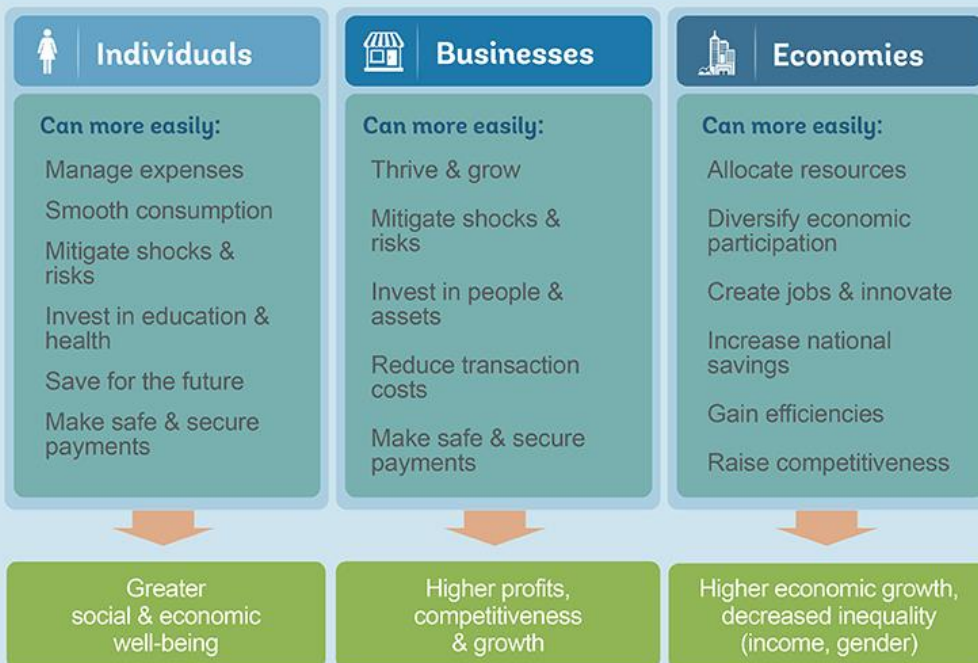 Individuals
Can more easily:
Manage expenses
Smooth consumption
Mitigate shocks &
risks
Invest in education &
health
Save for the future
Make safe & secure
payments
Greater
social & economic
well-being
Businesses
Can more easily:
Thrive & grow
Mitigate shocks &
risks
Invest in people &
assets
Reduce transaction
costs
Make safe & secure
payments
Higher profits,
competitiveness
& growth
Economies
Can more easily:
Allocate resources
Diversify economic
participation
Create jobs & innovate
Increase national
savings
Gain efficiencies
Raise competitiveness
Higher economic growth,
decreased inequality
(income, gender)